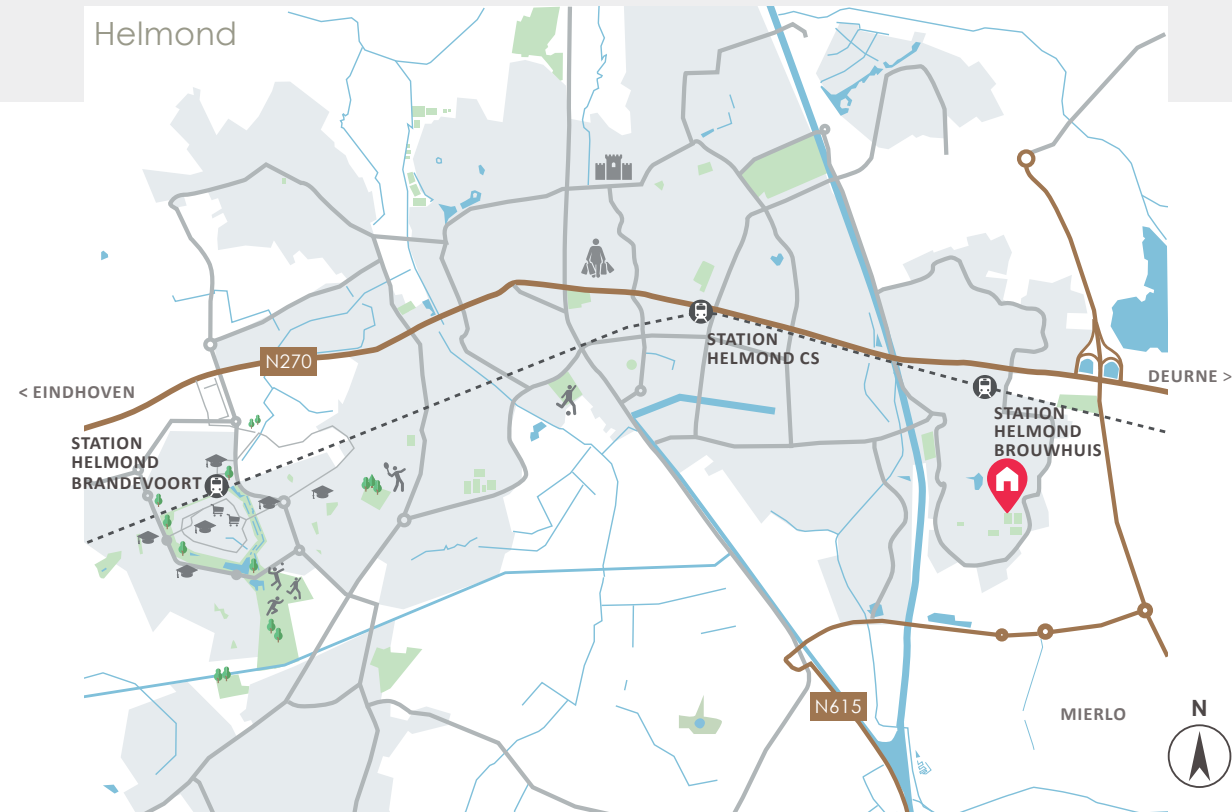 Helmond
N270
STATION
HELMOND CS
< EINDHOVEN
DEURNE >
STATION
HELMOND
BROUWHUIS
STATION
HELMOND
BRANDEVOORT
N615
MIERLO
N